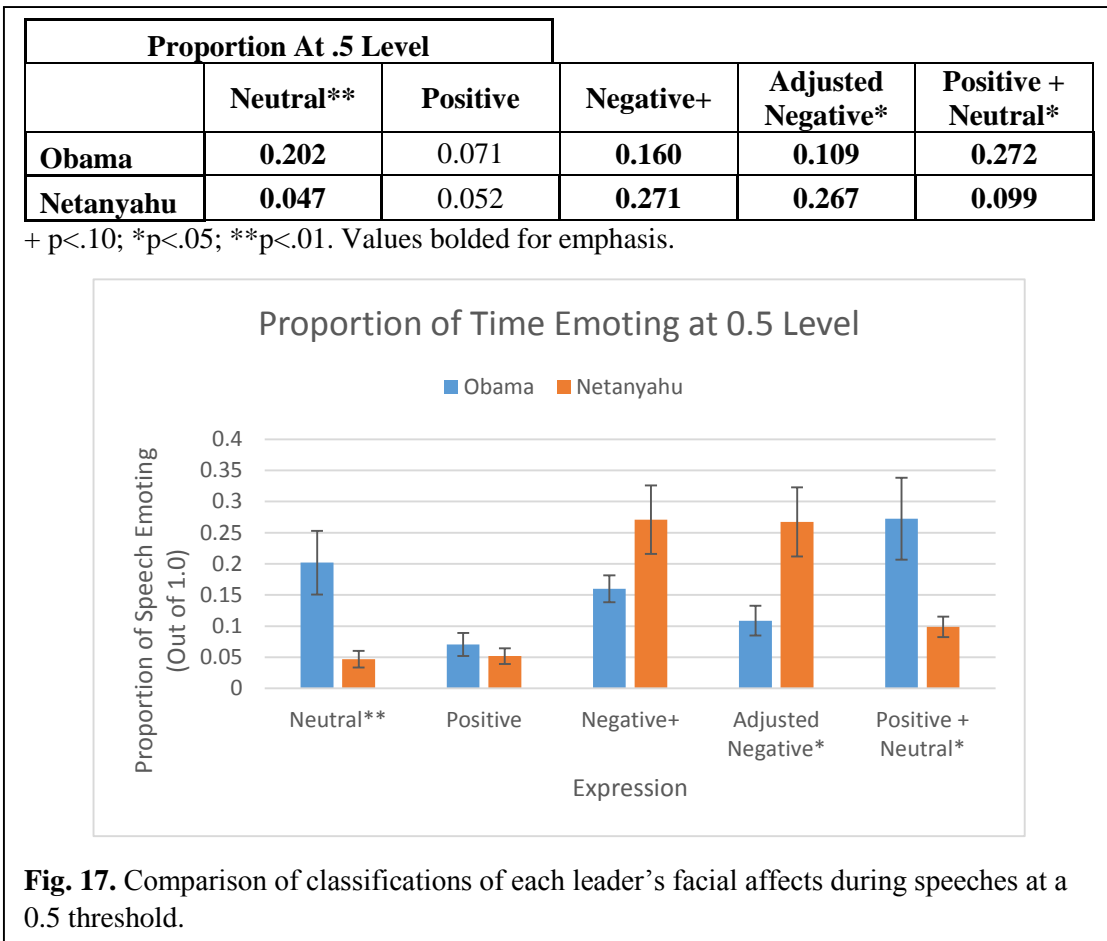 Proportion At .5 Level
Neutral** Positive Negative+ Adjusted Negative* Positive + Neutral*
Obama 0.202 0.071 0.160 0.109 0.272
Netanyahu 0.047 0.052 0.271 0.267 0.099
+ p<.10; *p<.05; **p<.01. Values bolded for emphasis.
Proportion of Time Emoting at 0.5 Level
Obama Netanyahu
Proportion of Speech Emoting
(Out of 1.0)
0.4
0.35
0.3
0.25
0.2
0.15
0.1
0.05
0
Neutral** Positive Negative+ Adjusted Negative* Positive + Neutral*
Expression
Fig. 17. Comparison of classifications of each leader's facial affects during speeches at a
0.5 threshold.